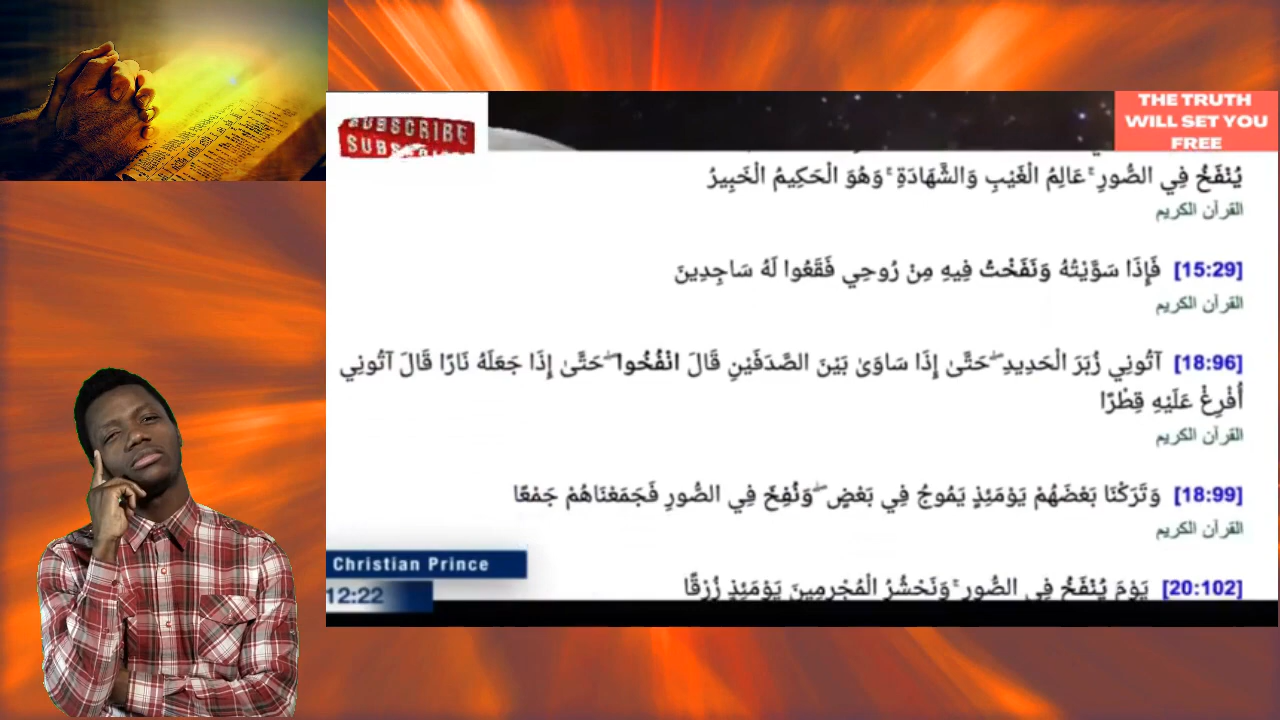 SUBSCRIBE
THE TRUTH
WILL SET YOU
FREE
يُنْفَخُ فِي الصُّورِ ۚ عَالِمُ الْغَيْبِ وَالشَّهَادَةِ ۚ وَهُوَ الْحَكِيمُ الْخَبِيرُ
القرآن الكريم
[15:29] فَإِذَا سَوَّيْتُهُ وَنَفَخْتُ فِيهِ مِنْ رُوحِي فَقَعُوا لَهُ سَاجِدِينَ
القرآن الكريم
[18:96] آتُونِي زُبَرَ الْحَدِيدِ ۖ حَتَّىٰ إِذَا سَاوَىٰ بَيْنَ الصَّدَفَيْنِ قَالَ انْفُخُوا ۖ حَتَّىٰ إِذَا جَعَلَهُ نَارًا قَالَ آتُونِي
أُفْرِغْ عَلَيْهِ قِطْرًا
القرآن الكريم
[18:99] وَتَرَكْنَا بَعْضَهُمْ يَوْمَئِذٍ يَمُوجُ فِي بَعْضٍ ۖ وَنُفِخَ فِي الصُّورِ فَجَمَعْنَاهُمْ جَمْعًا
القرآن الكريم
[20:102] يَوْمَ يُنْفَخُ فِي الصُّورِ ۚ وَنَحْشُرُ الْمُجْرِمِينَ يَوْمَئِذٍ زُرْقًا
Christian Prince
12:22